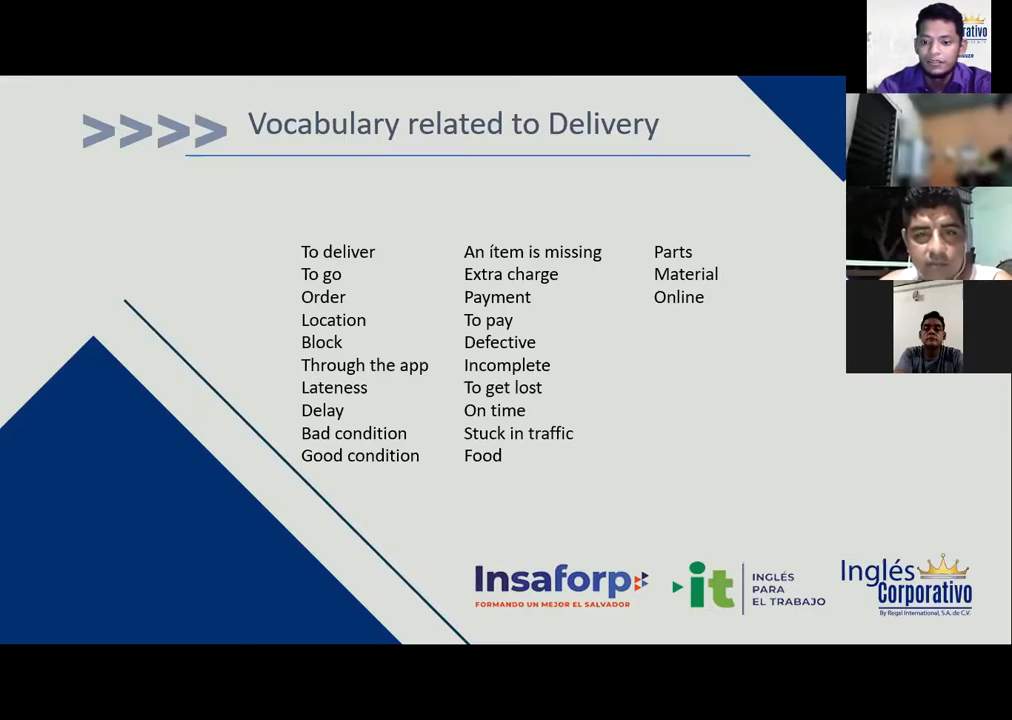 >>>> Vocabulary related to Delivery
To deliver
To go
Order
Location
Block
Through the app
Lateness
Delay
Bad condition
Good condition
An ítem is missing
Extra charge
Payment
To pay
Defective
Incomplete
To get lost
On time
Stuck in traffic
Food
Parts
Material
Online
Insaforp
FORMANDO UN MEJOR EL SALVADOR
it
INGLÉS
PARA
EL TRABAJO
Inglés
Corporativo
By Regal International, S.A. de C.V.
rativo